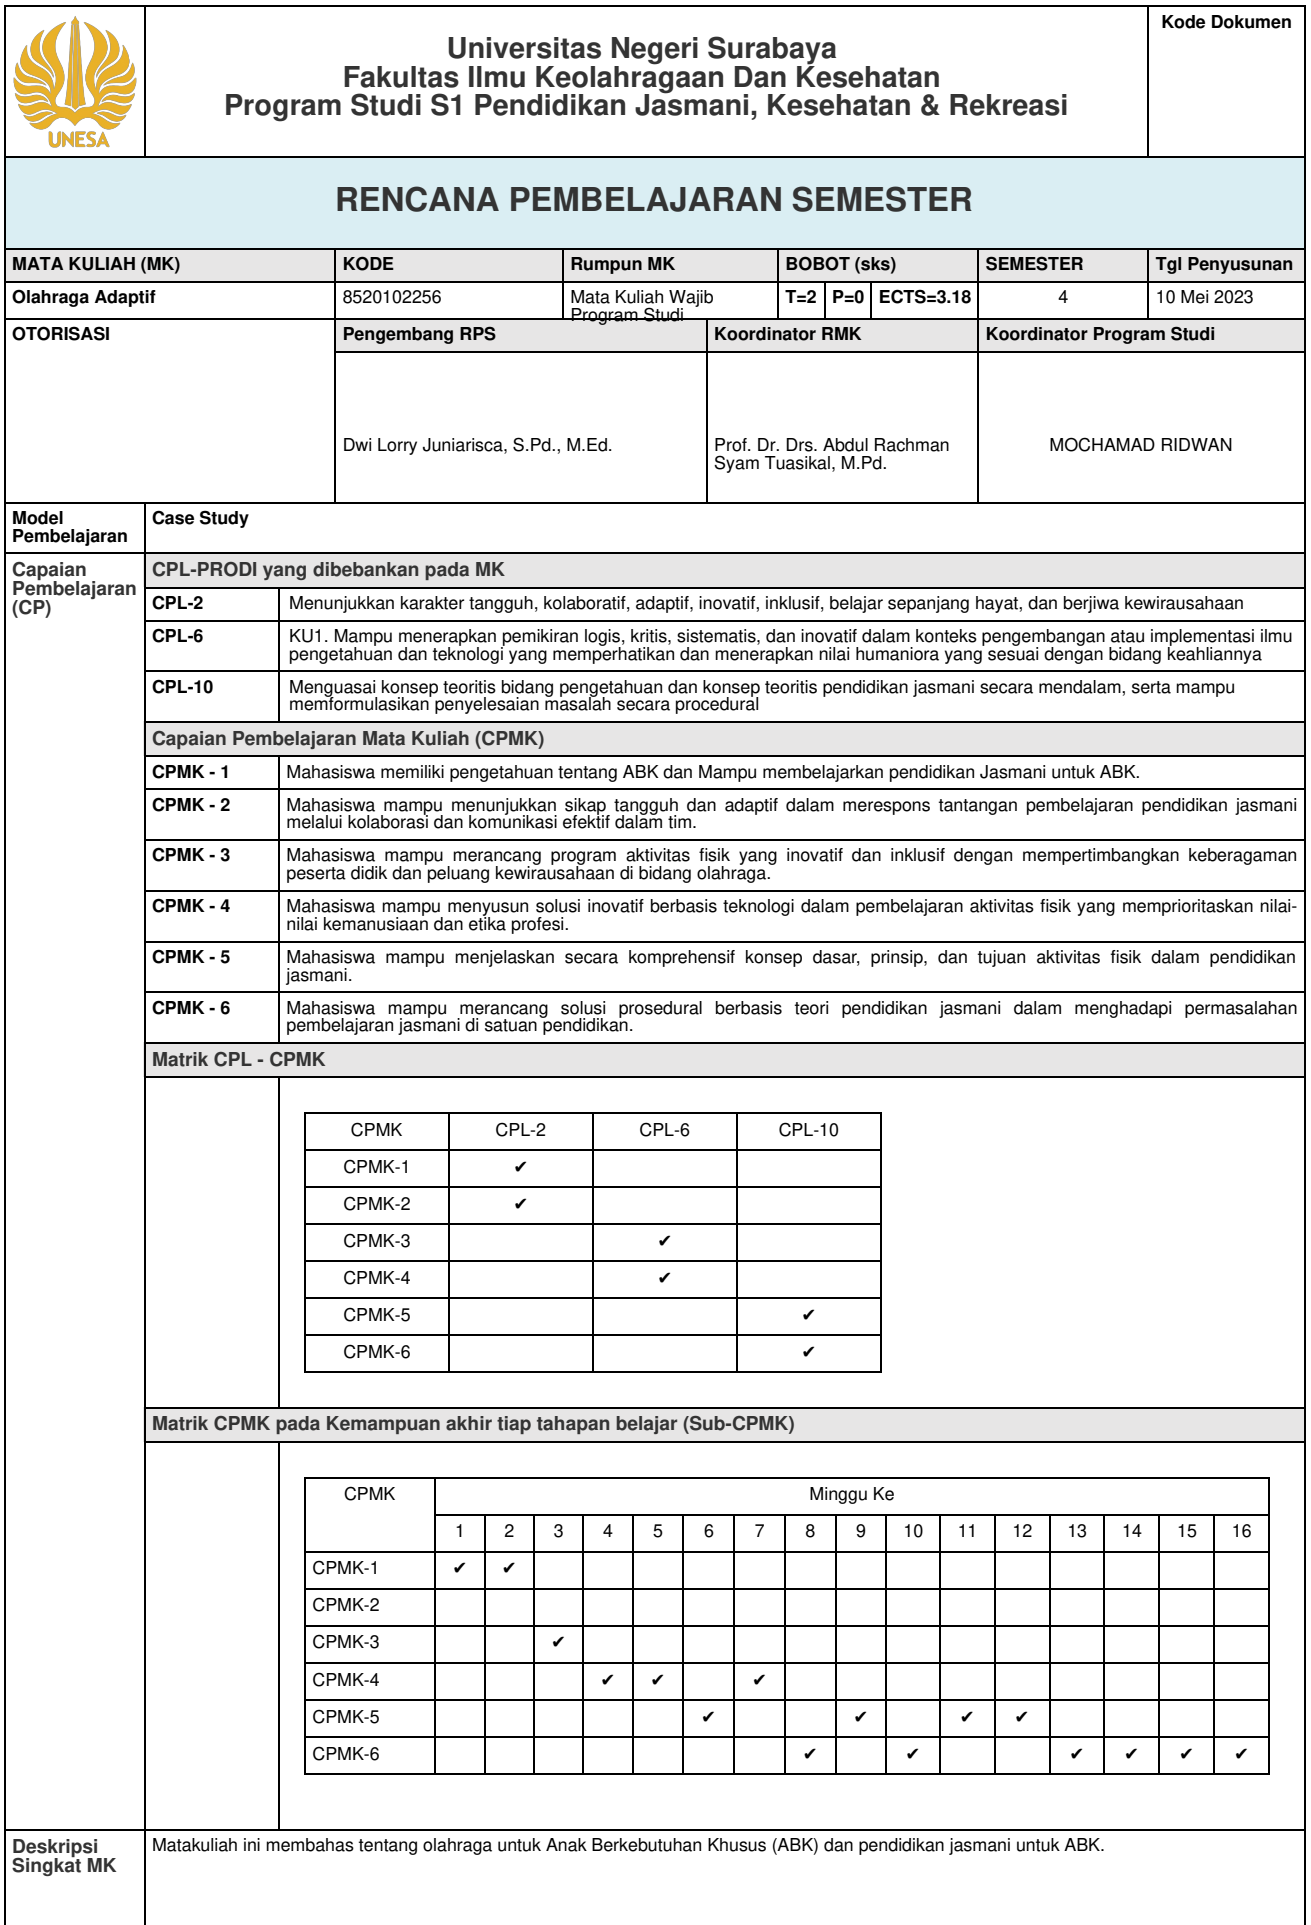 UNESA
Universitas Negeri Surabaya
Fakultas Ilmu Keolahragaan Dan Kesehatan
Program Studi S1 Pendidikan Jasmani, Kesehatan & Rekreasi
Kode Dokumen
RENCANA PEMBELAJARAN SEMESTER
MATA KULIAH (MK) KODE Rumpun MK BOBOT (sks) SEMESTER Tgl Penyusunan
Olahraga Adaptif 8520102256 Mata Kuliah Wajib T=2 P=0 ECTS=3.18 4 10 Mei 2023
Program Studi
OTORISASI Pengembang RPS Koordinator RMK Koordinator Program Studi
Dwi Lorry Juniarisca, S.Pd., M.Ed. Prof. Dr. Drs. Abdul Rachman MOCHAMAD RIDWAN
Syam Tuasikal, M.Pd.
Model Case Study
Pembelajaran
Capaian CPL-PRODI yang dibebankan pada MK
Pembelajaran
(CP)
CPL-2 Menunjukkan karakter tangguh, kolaboratif, adaptif, inovatif, inklusif, belajar sepanjang hayat, dan berjiwa kewirausahaan
CPL-6 KU1. Mampu menerapkan pemikiran logis, kritis, sistematis, dan inovatif dalam konteks pengembangan atau implementasi ilmu
pengetahuan dan teknologi yang memperhatikan dan menerapkan nilai humaniora yang sesuai dengan bidang keahliannya
CPL-10 Menguasai konsep teoritis bidang pengetahuan dan konsep teoritis pendidikan jasmani secara mendalam, serta mampu
memformulasikan penyelesaian masalah secara procedural
Capaian Pembelajaran Mata Kuliah (CPMK)
CPMK - 1 Mahasiswa memiliki pengetahuan tentang ABK dan Mampu membelajarkan pendidikan Jasmani untuk ABK.
CPMK - 2 Mahasiswa mampu menunjukkan sikap tangguh dan adaptif dalam merespons tantangan pembelajaran pendidikan jasmani
melalui kolaborasi dan komunikasi efektif dalam tim.
CPMK - 3 Mahasiswa mampu merancang program aktivitas fisik yang inovatif dan inklusif dengan mempertimbangkan keberagaman
peserta didik dan peluang kewirausahaan di bidang olahraga.
CPMK - 4 Mahasiswa mampu menyusun solusi inovatif berbasis teknologi dalam pembelajaran aktivitas fisik yang memprioritaskan nilai-
nilai kemanusiaan dan etika profesi.
CPMK - 5 Mahasiswa mampu menjelaskan secara komprehensif konsep dasar, prinsip, dan tujuan aktivitas fisik dalam pendidikan
jasmani.
CPMK - 6 Mahasiswa mampu merancang solusi prosedural berbasis teori pendidikan jasmani dalam menghadapi permasalahan
pembelajaran jasmani di satuan pendidikan.
Matrik CPL - CPMK
CPMK CPL-2 CPL-6 CPL-10
CPMK-1 ✔
CPMK-2 ✔
CPMK-3 ✔
CPMK-4 ✔
CPMK-5 ✔
CPMK-6 ✔
Matrik CPMK pada Kemampuan akhir tiap tahapan belajar (Sub-CPMK)
CPMK Minggu Ke
1 2 3 4 5 6 7 8 9 10 11 12 13 14 15 16
CPMK-1 ✔ ✔
CPMK-2
CPMK-3 ✔
CPMK-4 ✔ ✔ ✔
CPMK-5 ✔ ✔ ✔ ✔
CPMK-6 ✔ ✔ ✔ ✔ ✔ ✔
Deskripsi Matakuliah ini membahas tentang olahraga untuk Anak Berkebutuhan Khusus (ABK) dan pendidikan jasmani untuk ABK.
Singkat MK